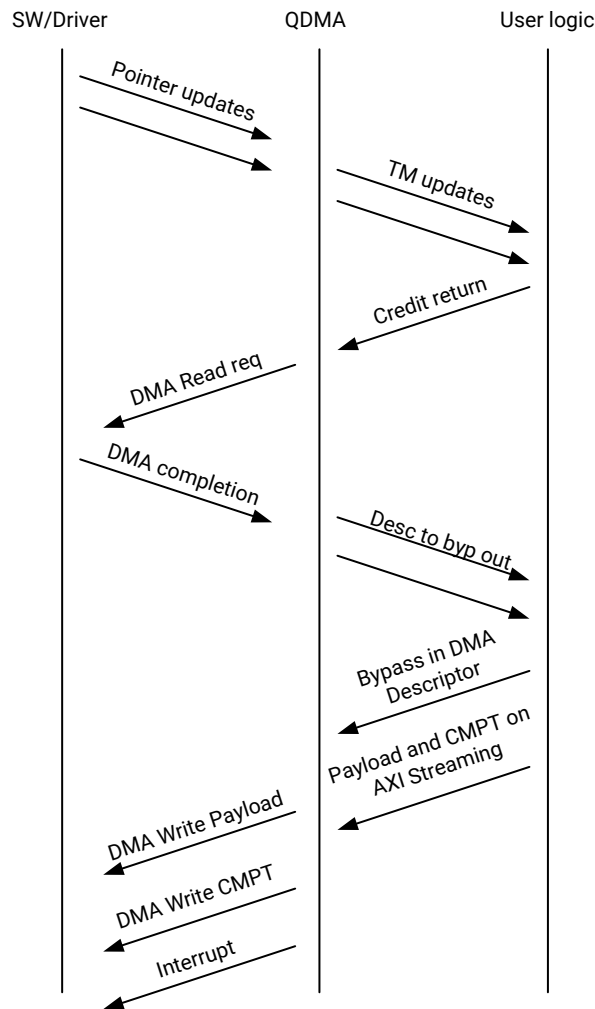 SW/Driver
QDMA
User logic
Pointer updates
TM updates
Credit return
DMA Read req
DMA completion
Desc to byp out
Bypass in DMA
Descriptor
Payload and CMPT on
AXI Streaming
DMA Write Payload
DMA Write CMPT
Interrupt